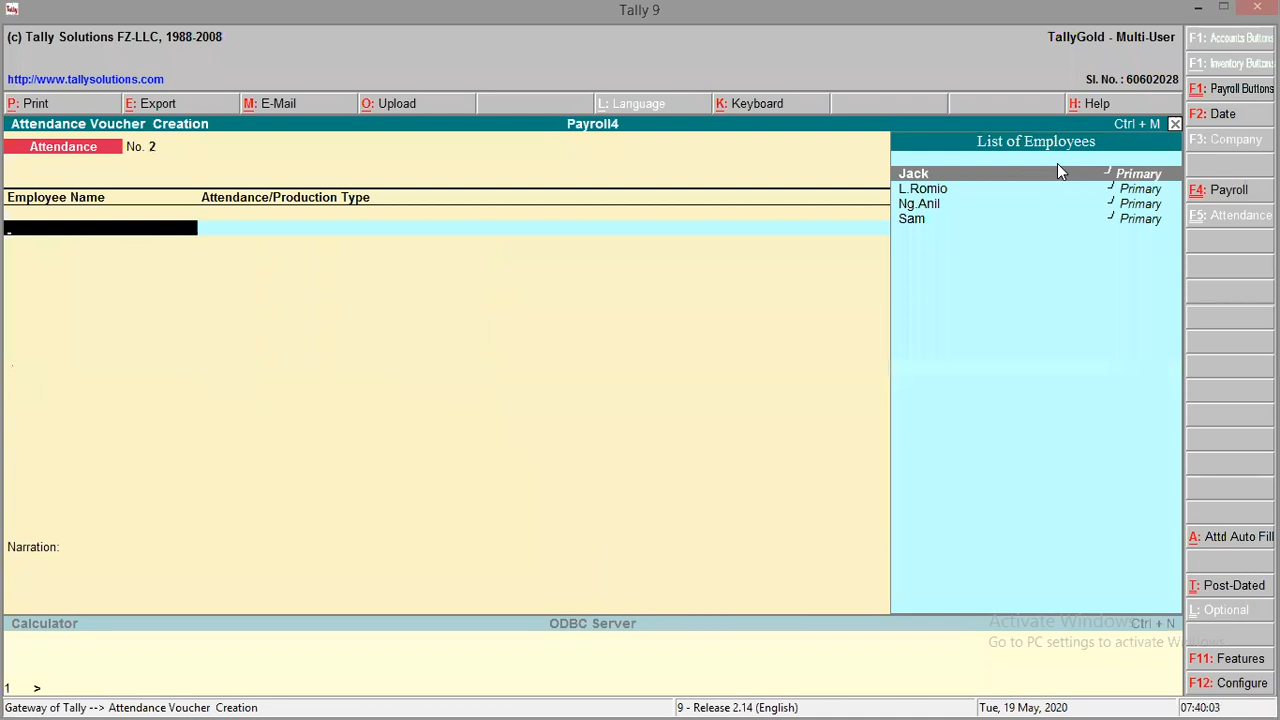 Tally
Tally 9
(c) Tally Solutions FZ-LLC, 1988-2008
TallyGold - Multi-User
http://www.tallysolutions.com
Sl. No. : 60602028
P: Print
E: Export
M: E-Mail
O: Upload
L: Language
K: Keyboard
H: Help
Attendance Voucher Creation
Payroll4
Ctrl + M
Attendance
No. 2
Employee Name
Attendance/Production Type
List of Employees
Jack ┘ Primary
L.Romio ┘ Primary
Ng.Anil ┘ Primary
Sam ┘ Primary
Narration:
Calculator
ODBC Server
Ctrl + N
1 >
F1: Accounts Buttons
F1: Inventory Buttons
F1: Payroll Buttons
F2: Date
F3: Company
F4: Payroll
F5: Attendance
A: Attd Auto Fill
T: Post-Dated
L: Optional
F11: Features
F12: Configure
Activate Windows
Go to PC settings to activate Windows.
Gateway of Tally --> Attendance Voucher Creation
9 - Release 2.14 (English)
Tue, 19 May, 2020
07:40:03